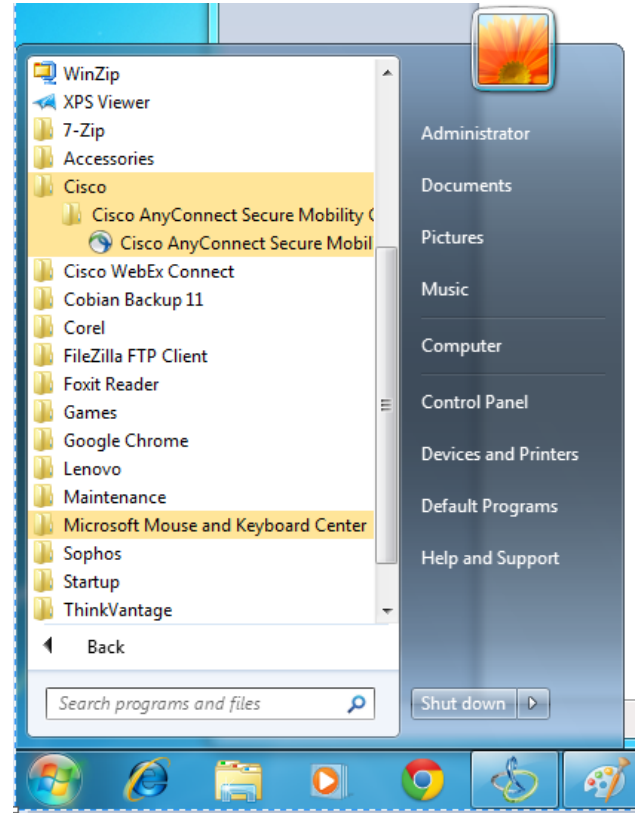 WinZip
XPS Viewer
7-Zip
Accessories
Cisco
Cisco AnyConnect Secure Mobility
Cisco AnyConnect Secure Mobil
Cisco WebEx Connect
Cobian Backup 11
Corel
FileZilla FTP Client
Foxit Reader
Games
Google Chrome
Lenovo
Maintenance
Microsoft Mouse and Keyboard Center
Sophos
Startup
ThinkVantage
Back
Search programs and files
Administrator
Documents
Pictures
Music
Computer
Control Panel
Devices and Printers
Default Programs
Help and Support
Shut down